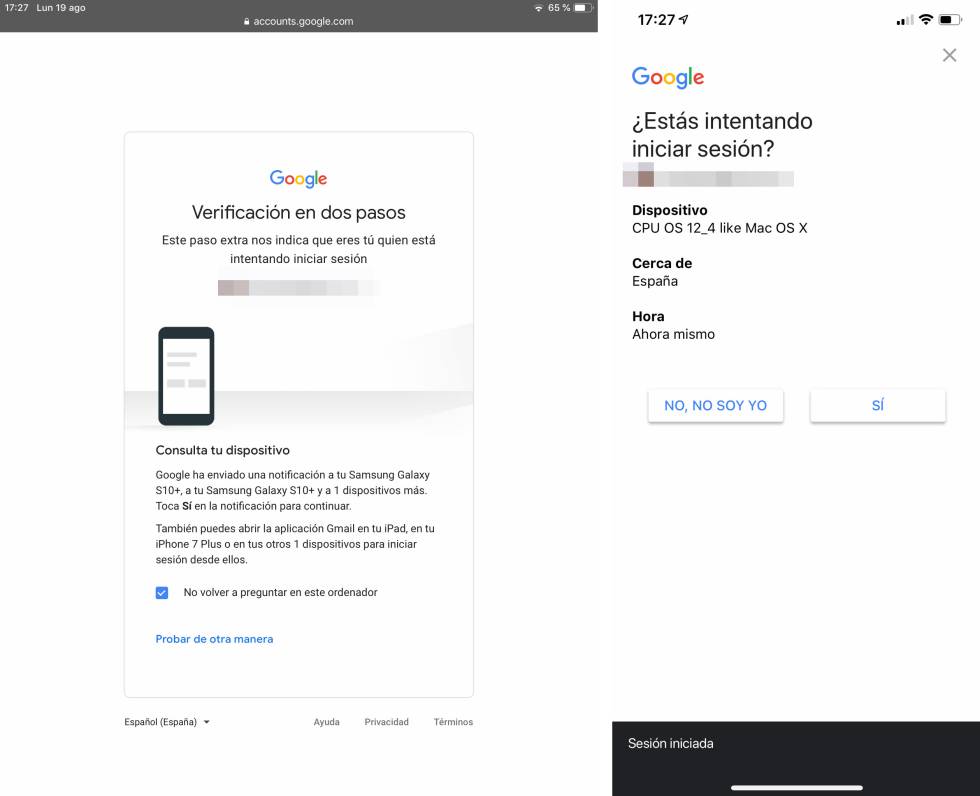 17:27 Lun 19 ago
65 %
accounts.google.com
Google
Verificación en dos pasos
Este paso extra nos indica que eres tú quien está
intentando iniciar sesión
Consulta tu dispositivo
Google ha enviado una notificación a tu Samsung Galaxy
S10+, a tu Samsung Galaxy S10+ y a 1 dispositivos más.
Toca Sí en la notificación para continuar.
También puedes abrir la aplicación Gmail en tu iPad, en tu
iPhone 7 Plus o en tus otros 1 dispositivos para iniciar
sesión desde ellos.
No volver a preguntar en este ordenador
Probar de otra manera
Español (España)
Ayuda
Privacidad
Términos
17:27
Google
¿Estás intentando
iniciar sesión?
Dispositivo
CPU OS 12_4 like Mac OS X
Cerca de
España
Hora
Ahora mismo
NO, NO SOY YO
SÍ
Sesión iniciada